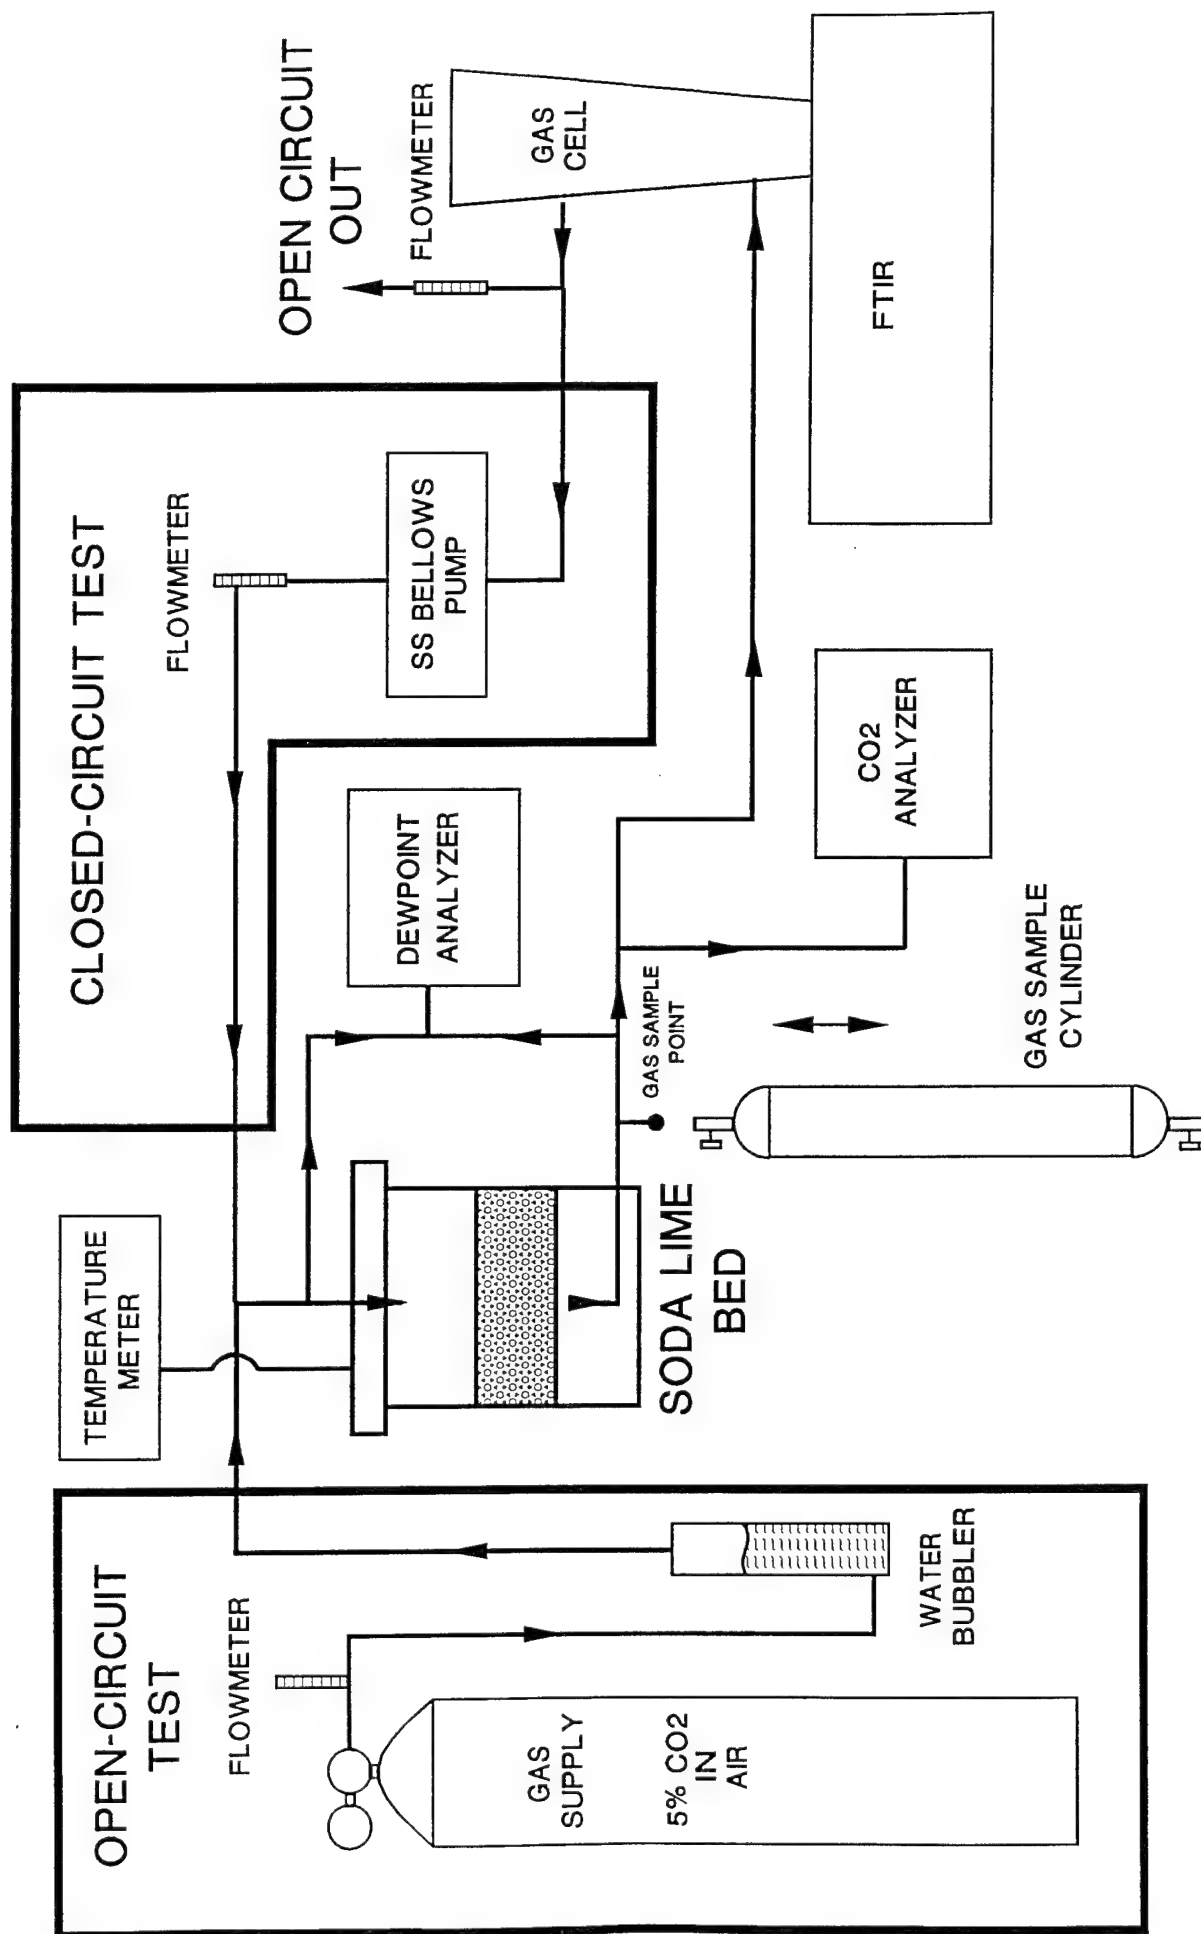 OPEN-CIRCUIT
TEST
FLOWMETER
GAS
SUPPLY
5% CO2
IN
AIR
WATER
BUBBLER
TEMPERATURE
METER
SODA LIME
BED
CLOSED-CIRCUIT TEST
FLOWMETER
SS BELLOWS
PUMP
DEWPOINT
ANALYZER
GAS SAMPLE
POINT
GAS SAMPLE
CYLINDER
CO2
ANALYZER
OPEN CIRCUIT
OUT
FLOWMETER
GAS
CELL
FTIR